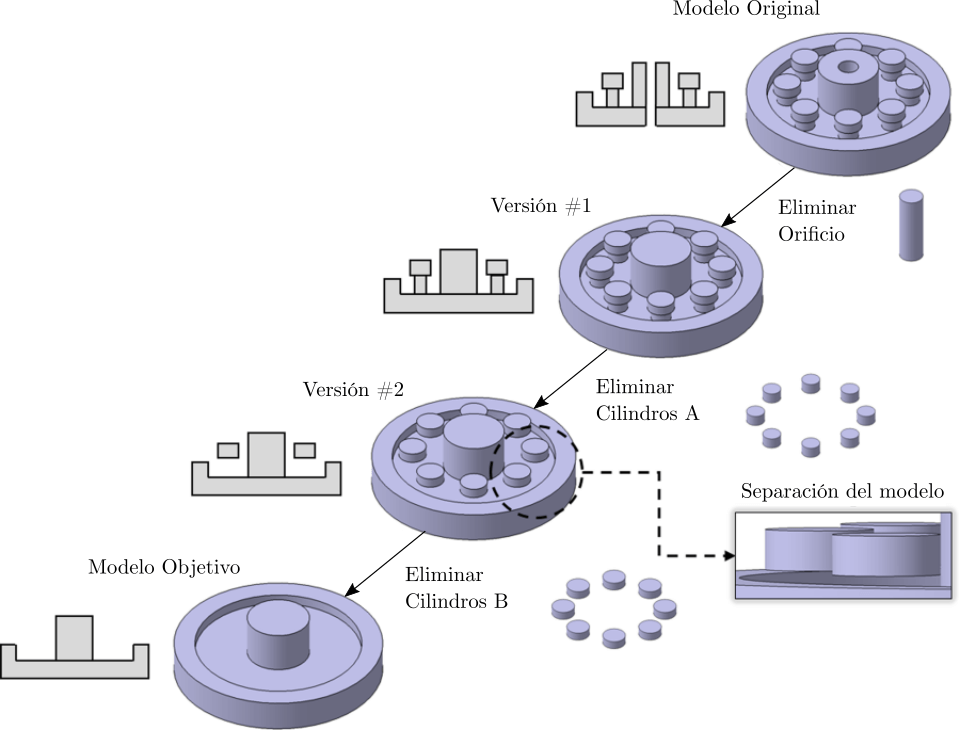 Modelo Original
Versión #1
Eliminar
Orificio
Versión #2
Eliminar
Cilindros A
Separación del modelo
Modelo Objetivo
Eliminar
Cilindros B